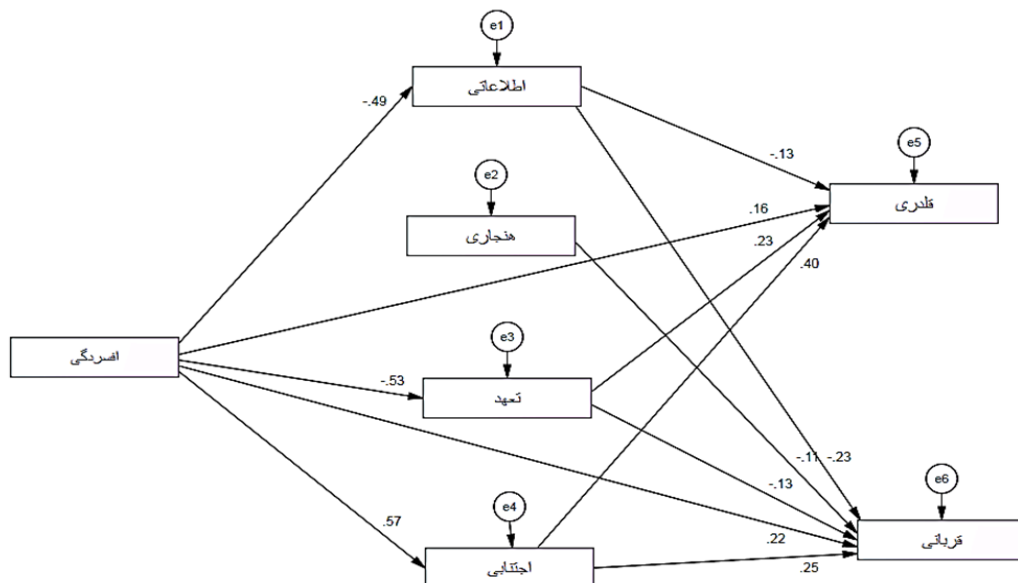 e1
اطلاعاتی
-.49
-.13
e5
e2
قلدری
.16
هنجاری
.23
.40
e3
افسردگی
-.53
تعهد
-.11
-.23
-.13
e6
e4
.57
.22
قربانی
اجتنابی
.25